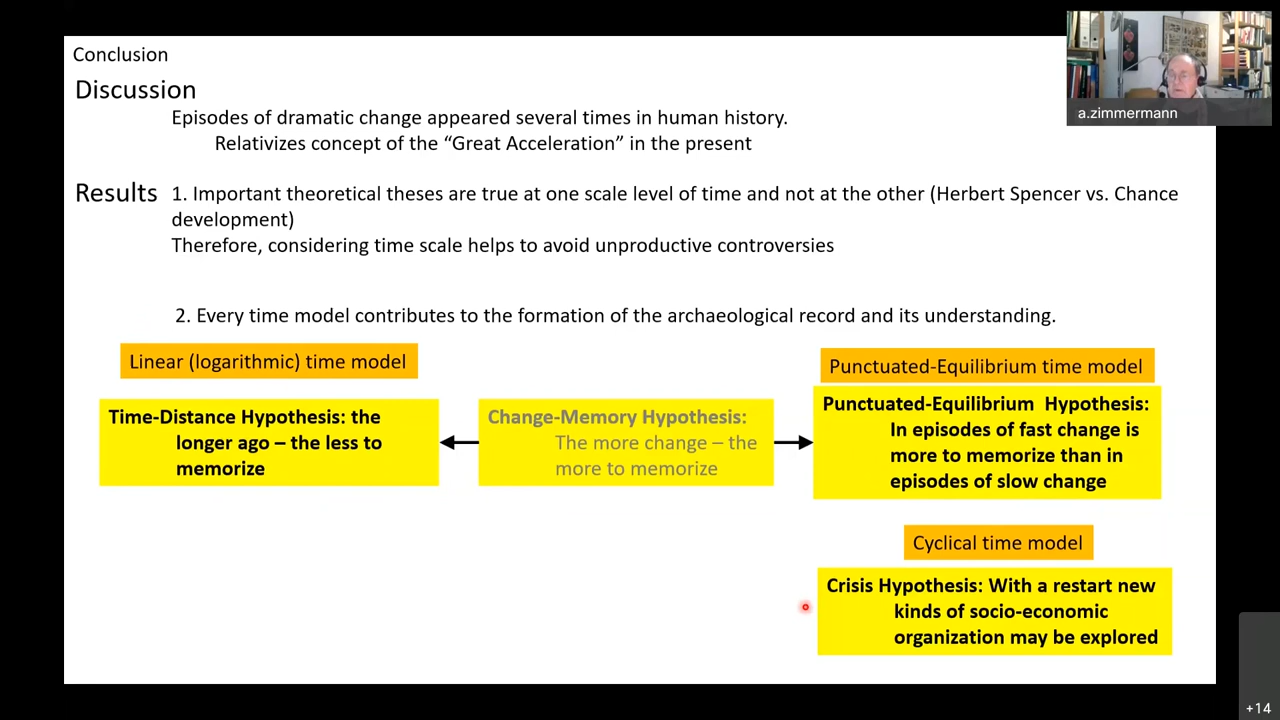 Conclusion
Discussion
Episodes of dramatic change appeared several times in human history.
Relativizes concept of the “Great Acceleration” in the present
Results
1. Important theoretical theses are true at one scale level of time and not at the other (Herbert Spencer vs. Chance
development)
Therefore, considering time scale helps to avoid unproductive controversies
2. Every time model contributes to the formation of the archaeological record and its understanding.
Linear (logarithmic) time model
Time-Distance Hypothesis: the
longer ago – the less to
memorize
Change-Memory Hypothesis:
The more change – the
more to memorize
Punctuated-Equilibrium time model
Punctuated-Equilibrium Hypothesis:
In episodes of fast change is
more to memorize than in
episodes of slow change
Cyclical time model
Crisis Hypothesis: With a restart new
kinds of socio-economic
organization may be explored
a.zimmermann
+14